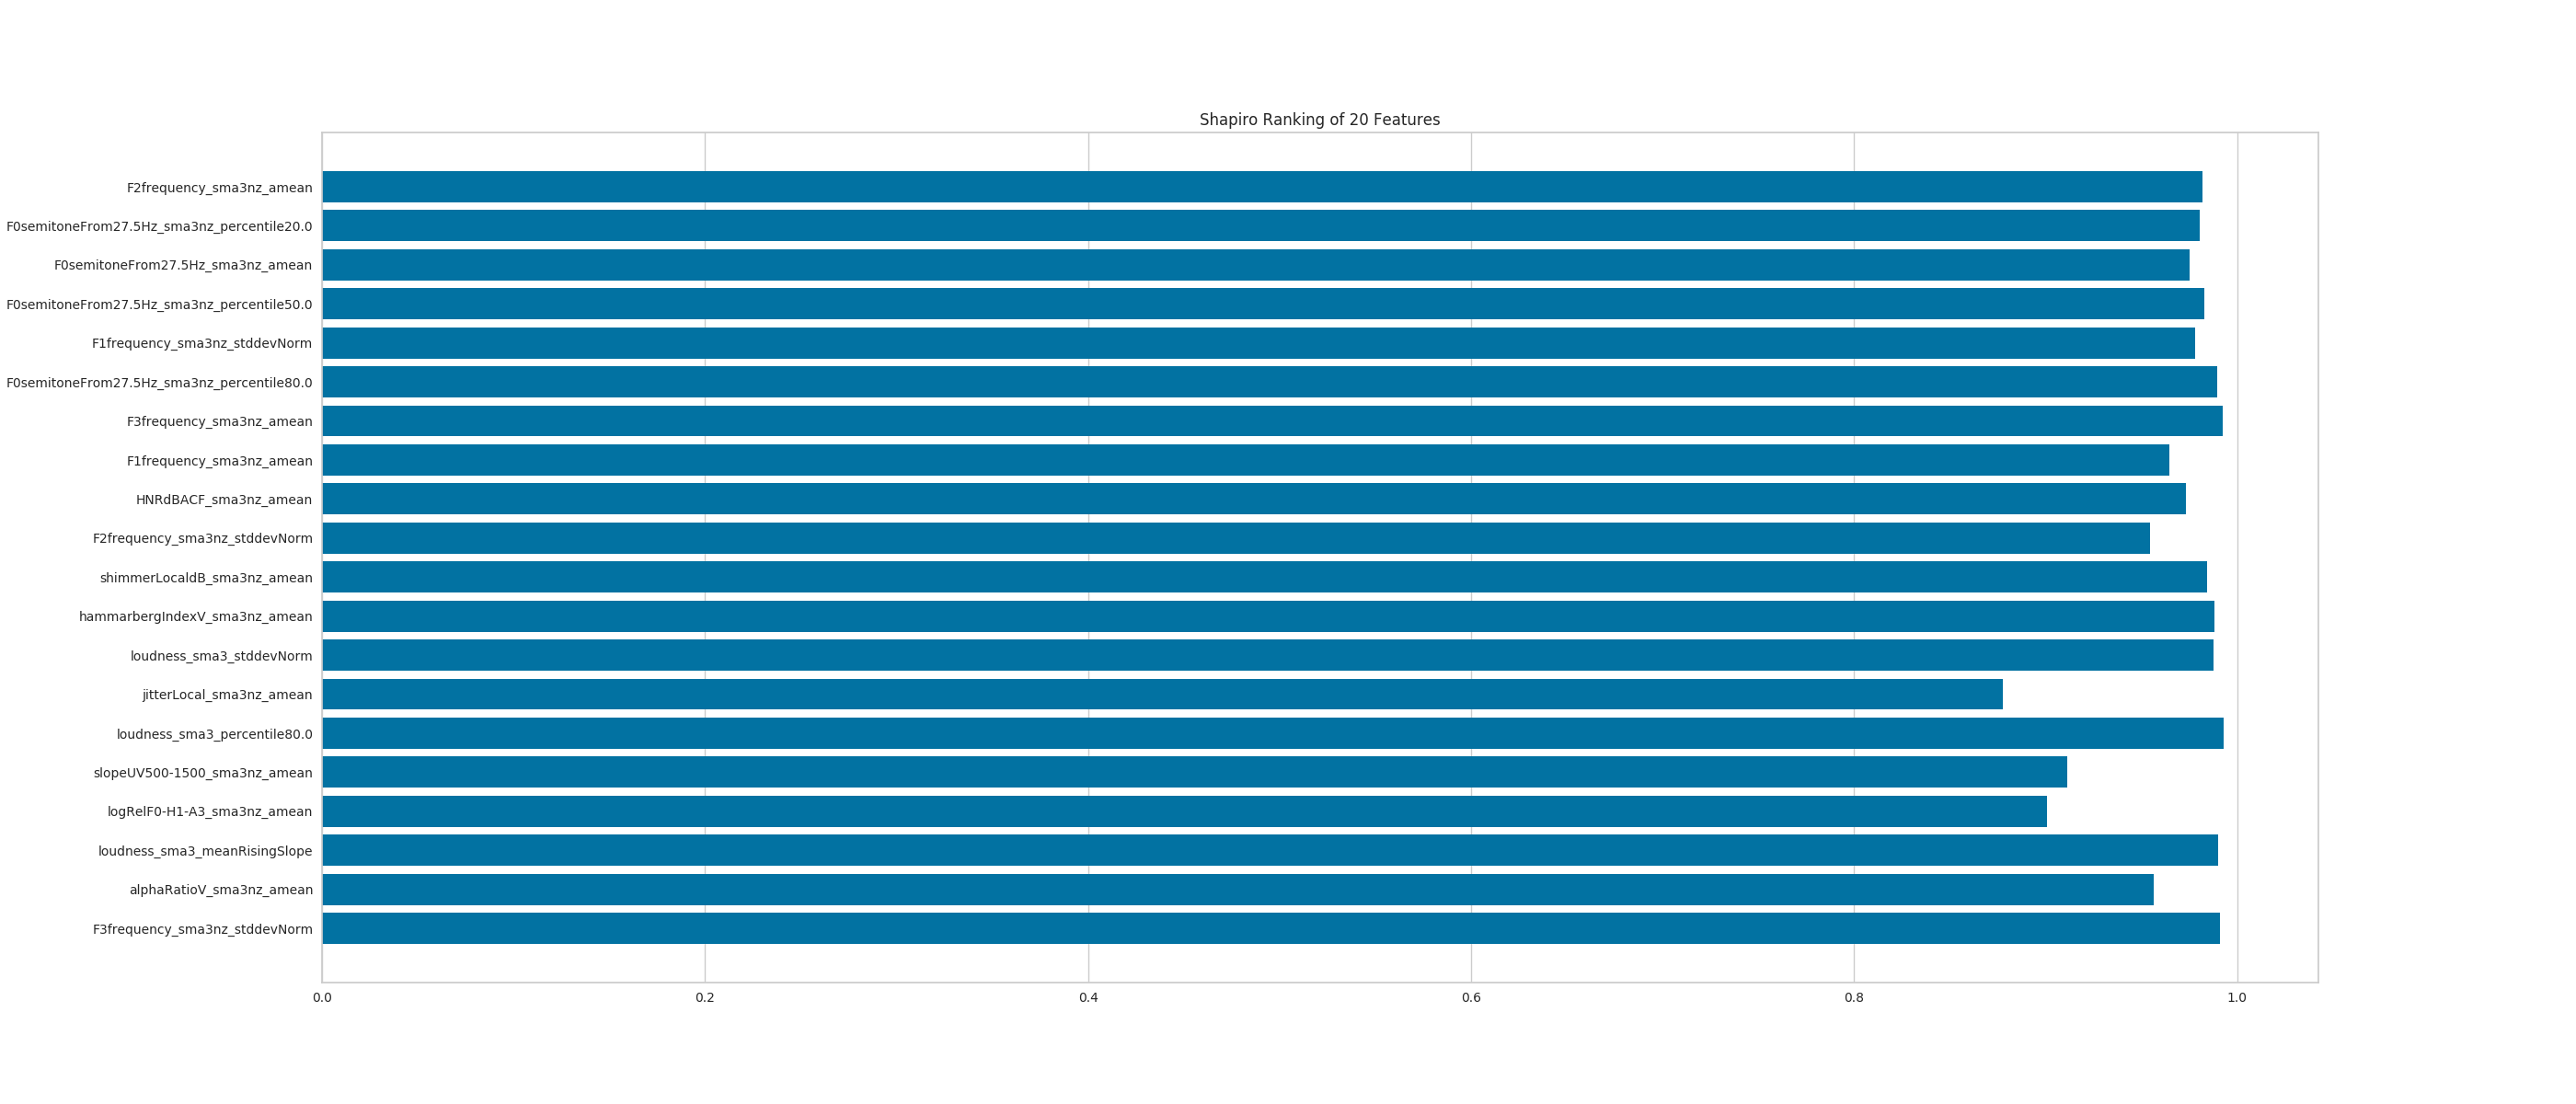 Shapiro Ranking of 20 Features
F2frequency_sma3nz_amean
F0semitoneFrom27.5Hz_sma3nz_percentile20.0
F0semitoneFrom27.5Hz_sma3nz_amean
F0semitoneFrom27.5Hz_sma3nz_percentile50.0
F1frequency_sma3nz_stddevNorm
F0semitoneFrom27.5Hz_sma3nz_percentile80.0
F3frequency_sma3nz_amean
F1frequency_sma3nz_amean
HNRdBACF_sma3nz_amean
F2frequency_sma3nz_stddevNorm
shimmerLocaldB_sma3nz_amean
hammarbergIndexV_sma3nz_amean
loudness_sma3_stddevNorm
jitterLocal_sma3nz_amean
loudness_sma3_percentile80.0
slopeUV500-1500_sma3nz_amean
logRelF0-H1-A3_sma3nz_amean
loudness_sma3_meanRisingSlope
alphaRatioV_sma3nz_amean
F3frequency_sma3nz_stddevNorm
0.0 0.2 0.4 0.6 0.8 1.0